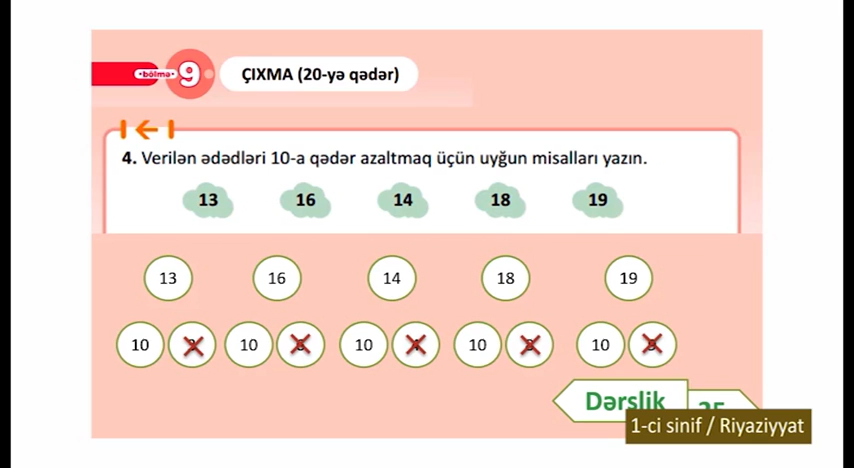 •bölmə• 9 ÇIXMA (20-yə qədər)
4. Verilən ədədləri 10-a qədər azaltmaq üçün uyğun misalları yazın.
13 16 14 18 19
13 16 14 18 19
10 10 10 10 10
Dərslik
1-ci sinif / Riyaziyyat